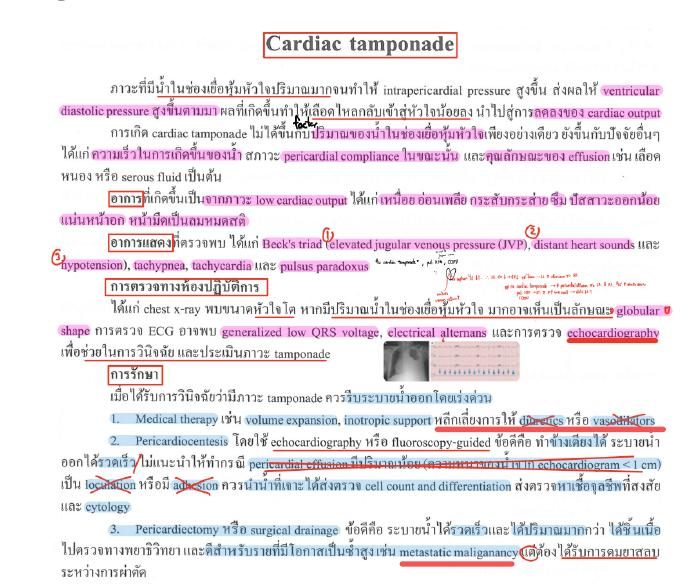 Cardiac tamponade
ภาวะที่มีน้ำในช่องเยื่อหุ้มหัวใจปริมาณมากจนทำให้ intrapericardial pressure สูงขึ้น ส่งผลให้ ventricular
diastolic pressure สูงขึ้นตามมา ผลที่เกิดขึ้นทำให้เลือดไหลกลับเข้าสู่หัวใจน้อยลง นำไปสู่การลดลงของ cardiac output
factor
การเกิด cardiac tamponade ไม่ได้ขึ้นกับปริมาณของน้ำในช่องเยื่อหุ้มหัวใจเพียงอย่างเดียว ยังขึ้นกับปัจจัยอื่นๆ
ได้แก่ ความเร็วในการเกิดขึ้นของน้ำ สภาวะ pericardial compliance ในขณะนั้น และคุณลักษณะของ effusion เช่น เลือด
หนอง หรือ serous fluid เป็นต้น
อาการที่เกิดขึ้นเป็นจากภาวะ low cardiac output ได้แก่ เหนื่อย อ่อนเพลีย กระสับกระส่าย ซึม ปัสสาวะออกน้อย
แน่นหน้าอก หน้ามืดเป็นลมหมดสติ
อาการแสดงที่ตรวจพบ ได้แก่ Beck's triad (elevated jugular venous pressure (JVP), distant heart sounds และ
hypotension), tachypnea, tachycardia และ pulsus paradoxus
การตรวจทางห้องปฏิบัติการ
ได้แก่ chest x-ray พบขนาดหัวใจโต หากมีปริมาณน้ำในช่องเยื่อหุ้มหัวใจ มากอาจเห็นเป็นลักษณะ globular
shape การตรวจ ECG อาจพบ generalized low QRS voltage, electrical alternans และการตรวจ echocardiography
เพื่อช่วยในการวินิจฉัย และประเมินภาวะ tamponade
การรักษา
เมื่อได้รับการวินิจฉัยว่ามีภาวะ tamponade ควรรีบระบายน้ำออกโดยเร่งด่วน
1. Medical therapy เช่น volume expansion, inotropic support หลีกเลี่ยงการให้ diuretics หรือ vasodilators
2. Pericardiocentesis โดยใช้ echocardiography หรือ fluoroscopy-guided ข้อดีคือ ทำข้างเตียงได้ ระบายน้ำ
ออกได้รวดเร็ว ไม่แนะนำให้ทำกรณี pericardial effusion มีปริมาณน้อย (ความหนาของน้ำจาก echocardiogram < 1 cm)
เป็น loculation หรือมี adhesion ควรนำน้ำที่เจาะได้ส่งตรวจ cell count and differentiation ส่งตรวจหาเชื้อจุลชีพที่สงสัย
และ cytology
3. Pericardiectomy หรือ surgical drainage ข้อดีคือ ระบายน้ำได้รวดเร็วและได้ปริมาณมากกว่า ได้ชิ้นเนื้อ
ไปตรวจทางพยาธิวิทยา และดีสำหรับรายที่มีโอกาสเป็นซ้ำสูง เช่น metastatic maliganancy แต่ต้องได้รับการดมยาสลบ
ระหว่างการผ่าตัด